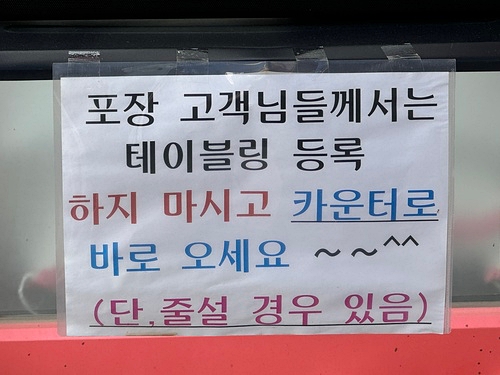 포장 고객님들께서는
테이블링 등록
하지 마시고 카운터로
바로 오세요 ~~^^
(단,줄설 경우 있음)